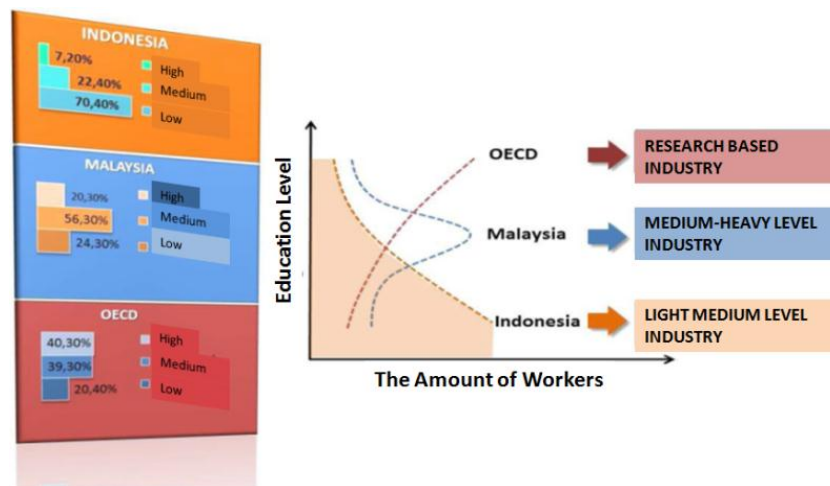 INDONESIA
7,20%
High
22,40%
Medium
70,40%
Low
MALAYSIA
20,30%
High
56,30%
Medium
24,30%
Low
OECD
40,30%
High
39,30%
Medium
20,40%
Low
Education Level
The Amount of Workers
OECD
RESEARCH BASED
INDUSTRY
Malaysia
MEDIUM-HEAVY LEVEL
INDUSTRY
Indonesia
LIGHT MEDIUM LEVEL
INDUSTRY